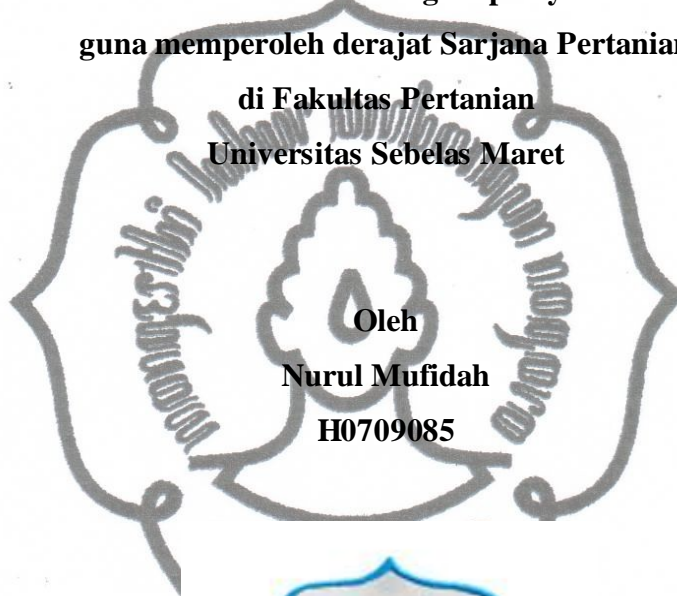 guna memperoleh derajat Sarjana Pertanian
di Fakultas Pertanian
Universitas Sebelas Maret
Oleh
Nurul Mufidah
H0709085